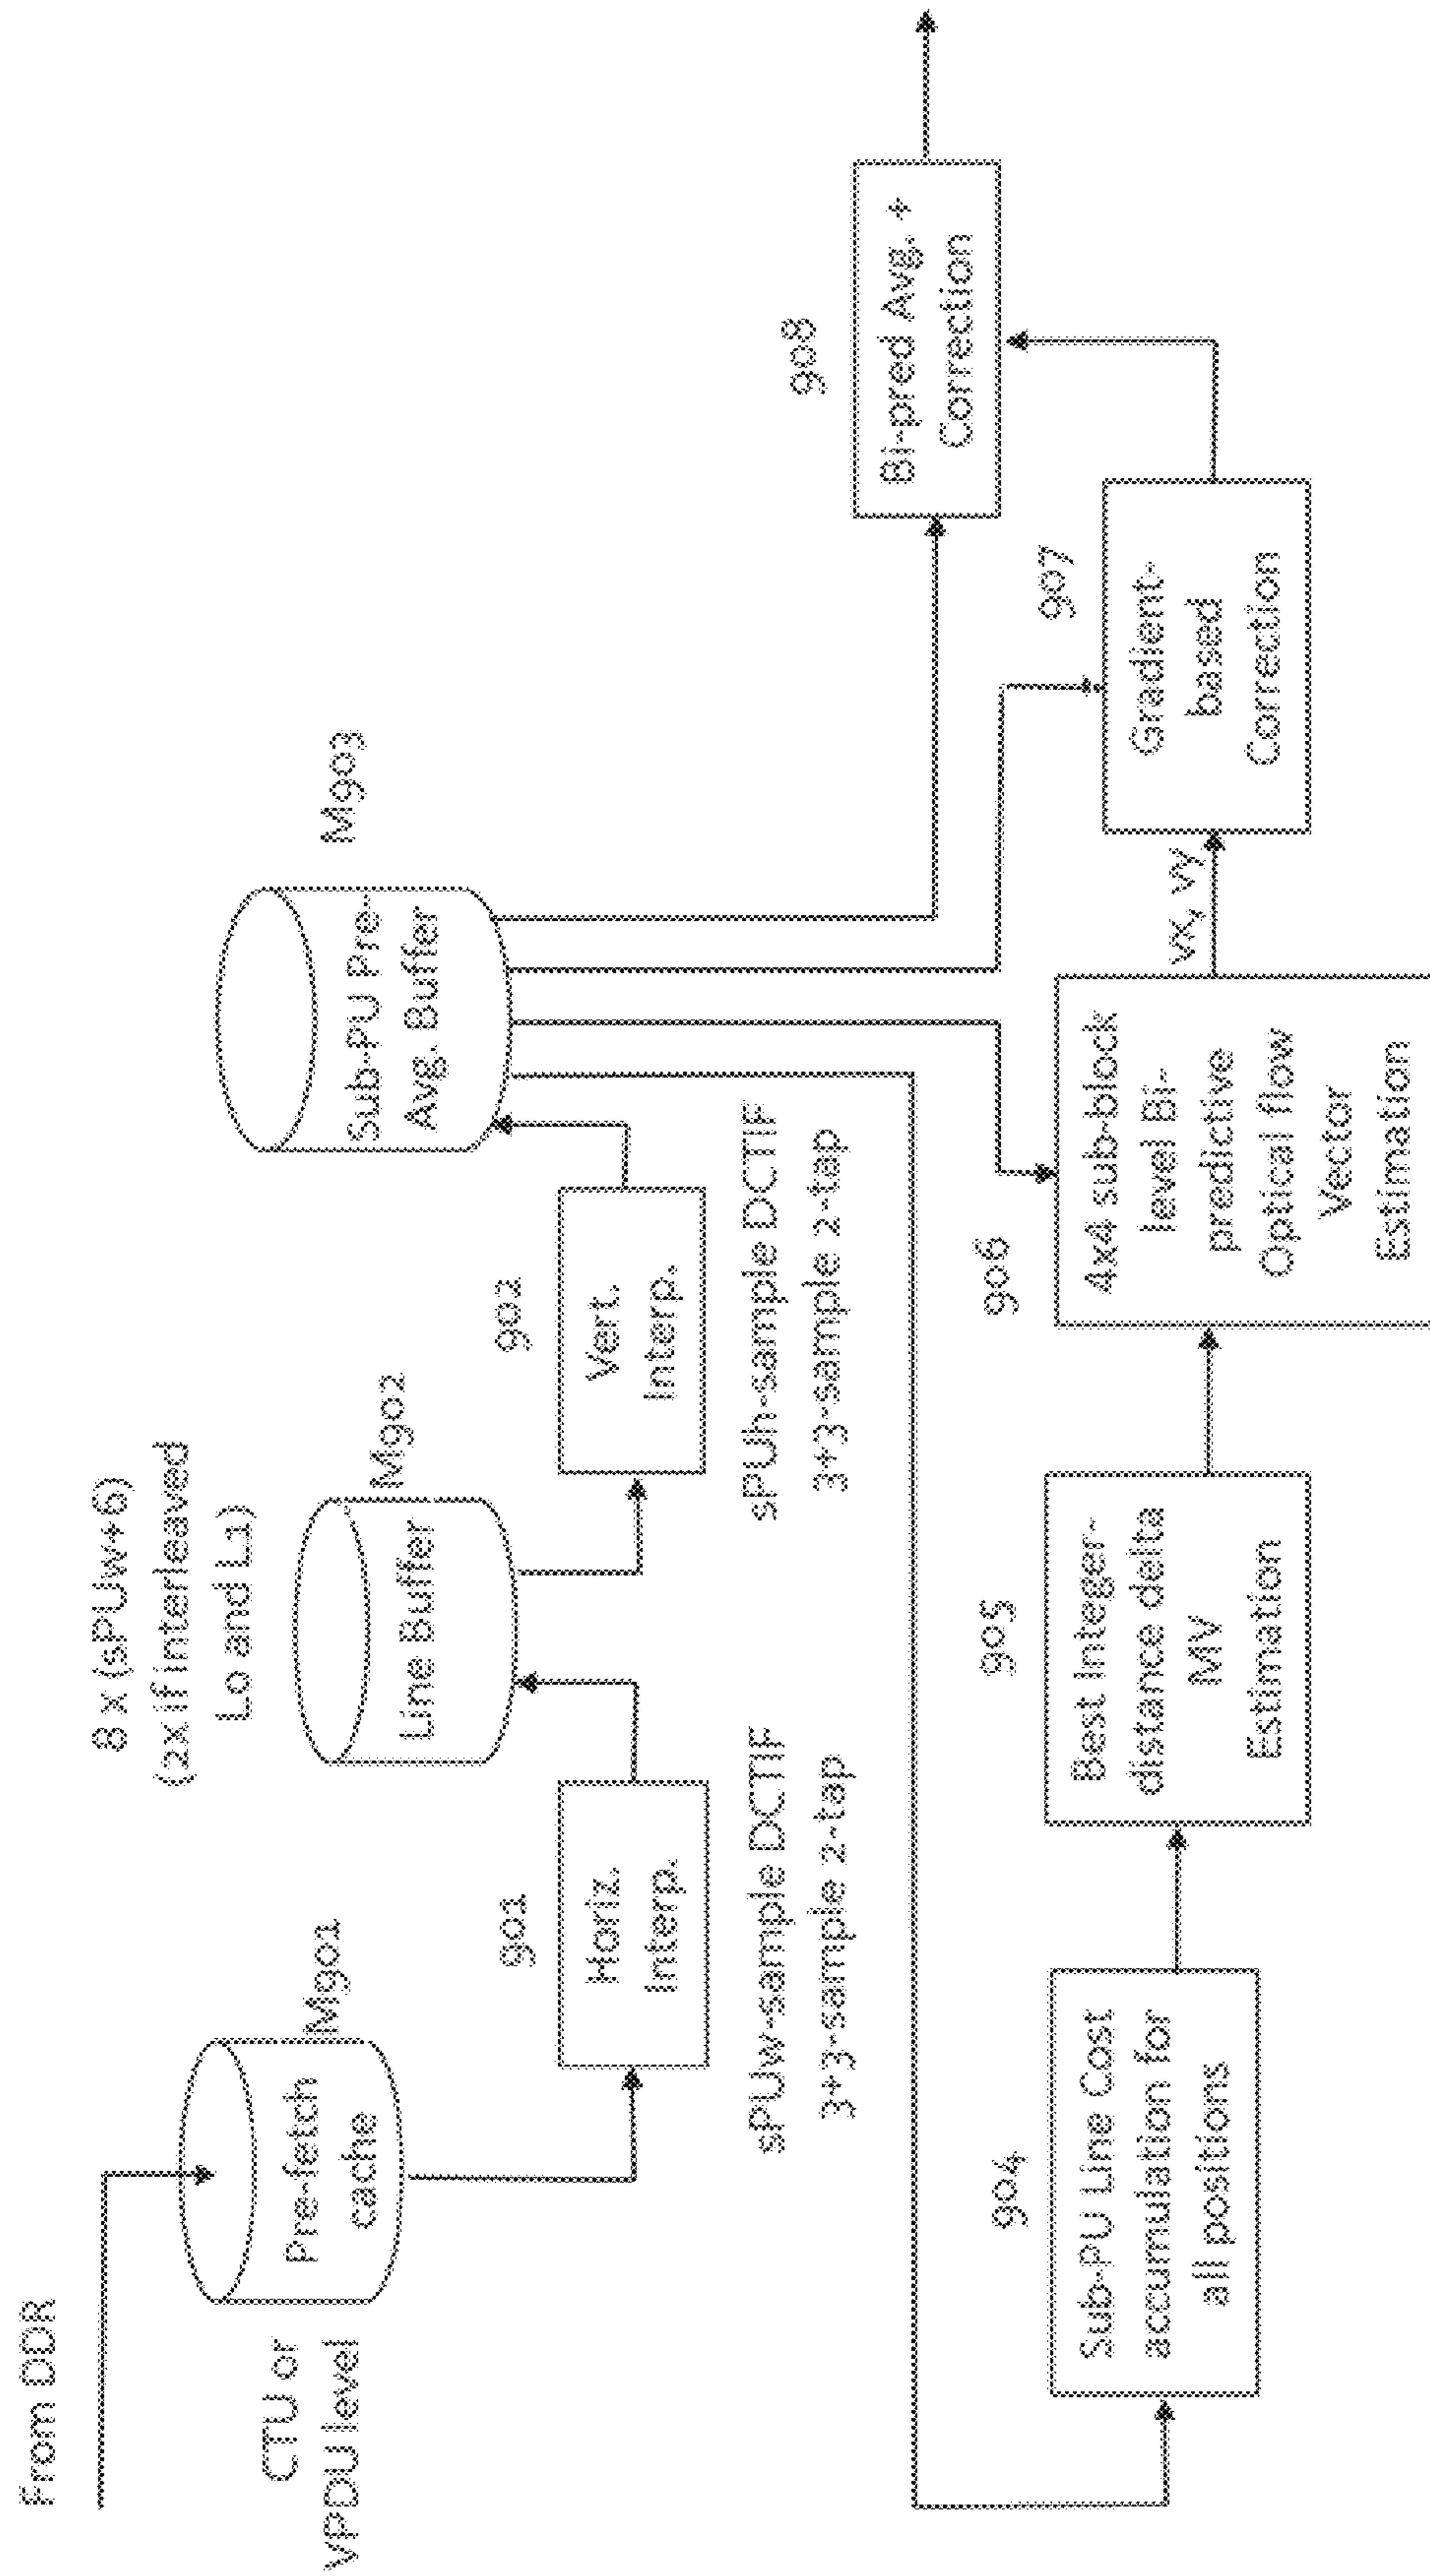 From DDR
CTU or
VPDU level
Pre-fetch
cache
M901
901
Horiz.
Interp.
sPUw-sample DCTIF
3+3-sample 2-tap
8 x (sPUw+6)
(2x if interleaved
L0 and L1)
Line Buffer
M902
902
Vert.
Interp.
sPUh-sample DCTIF
3+3-sample 2-tap
Sub-PU Pre-
Avg. Buffer
M903
904
Sub-PU Line Cost
accumulation for
all positions
905
Best Integer-
distance delta
MV
Estimation
906
4x4 sub-block
level Bi-
predictive
Optical flow
Vector
Estimation
vx, vy
907
Gradient-
based
Correction
908
Bi-pred Avg. +
Correction